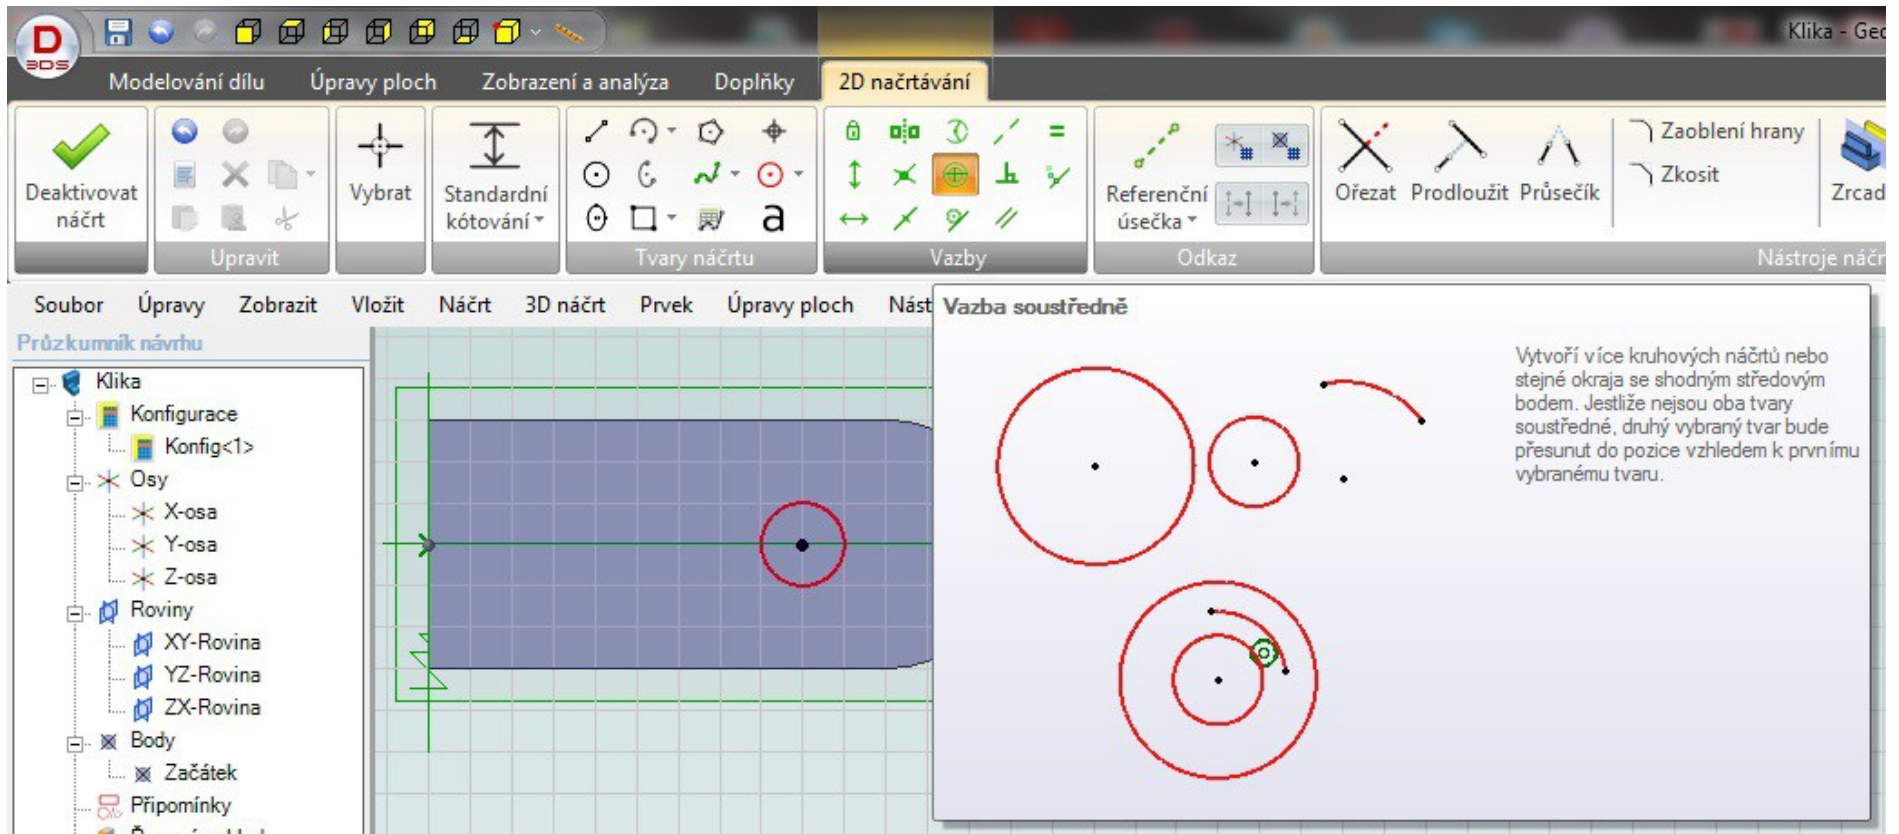 D
3DS
Klika - Geo
Modelování dílu
Úpravy ploch
Zobrazení a analýza
Doplňky
2D načrtávání
Deaktivovat
náčrt
Upravit
Vybrat
Standardní
kótování
a
Tvary náčrtu
Vazby
Referenční
úsečka
Odkaz
Ořezat
Prodloužit
Průsečík
Zaoblení hrany
Zkosit
Zrcad
Nástroje náčr
Soubor
Úpravy
Zobrazit
Vložit
Náčrt
3D náčrt
Prvek
Úpravy ploch
Nást
Průzkumník návrhu
Klika
Konfigurace
Konfig<1>
Osy
X-osa
Y-osa
Z-osa
Roviny
XY-Rovina
YZ-Rovina
ZX-Rovina
Body
Začátek
Připomínky
Vazba soustředně
Vytvoří více kruhových náčrtů nebo
stejné okraja se shodným středovým
bodem. Jestliže nejsou oba tvary
soustředné, druhý vybraný tvar bude
přesunut do pozice vzhledem k prvnímu
vybranému tvaru.